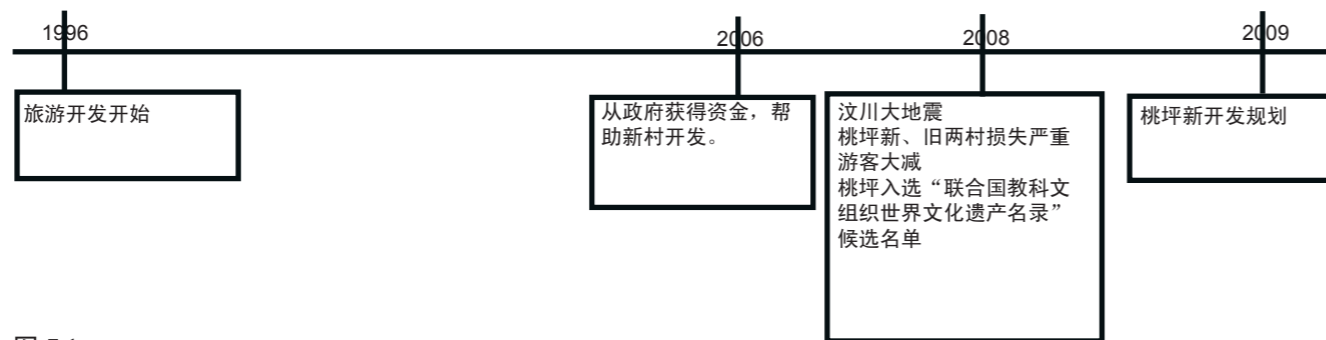 1996
2006
2008
2009
旅游开发开始
从政府获得资金，帮
助新村开发。
汶川大地震
桃坪新、旧两村损失严重
游客大减
桃坪入选“联合国教科文
组织世界文化遗产名录”
候选名单
桃坪新开发规划